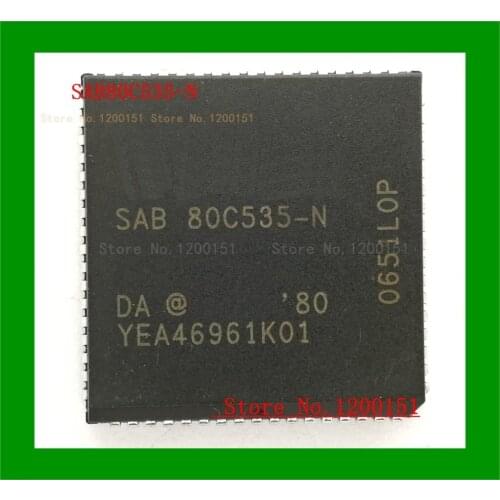 SAB80C535-N
Store No.1200151 Store No.1200151
SAB 80C535-N
Store No.1200151 Store No.1200151
DA @ '80
YEA46961K01
Store No.1200151